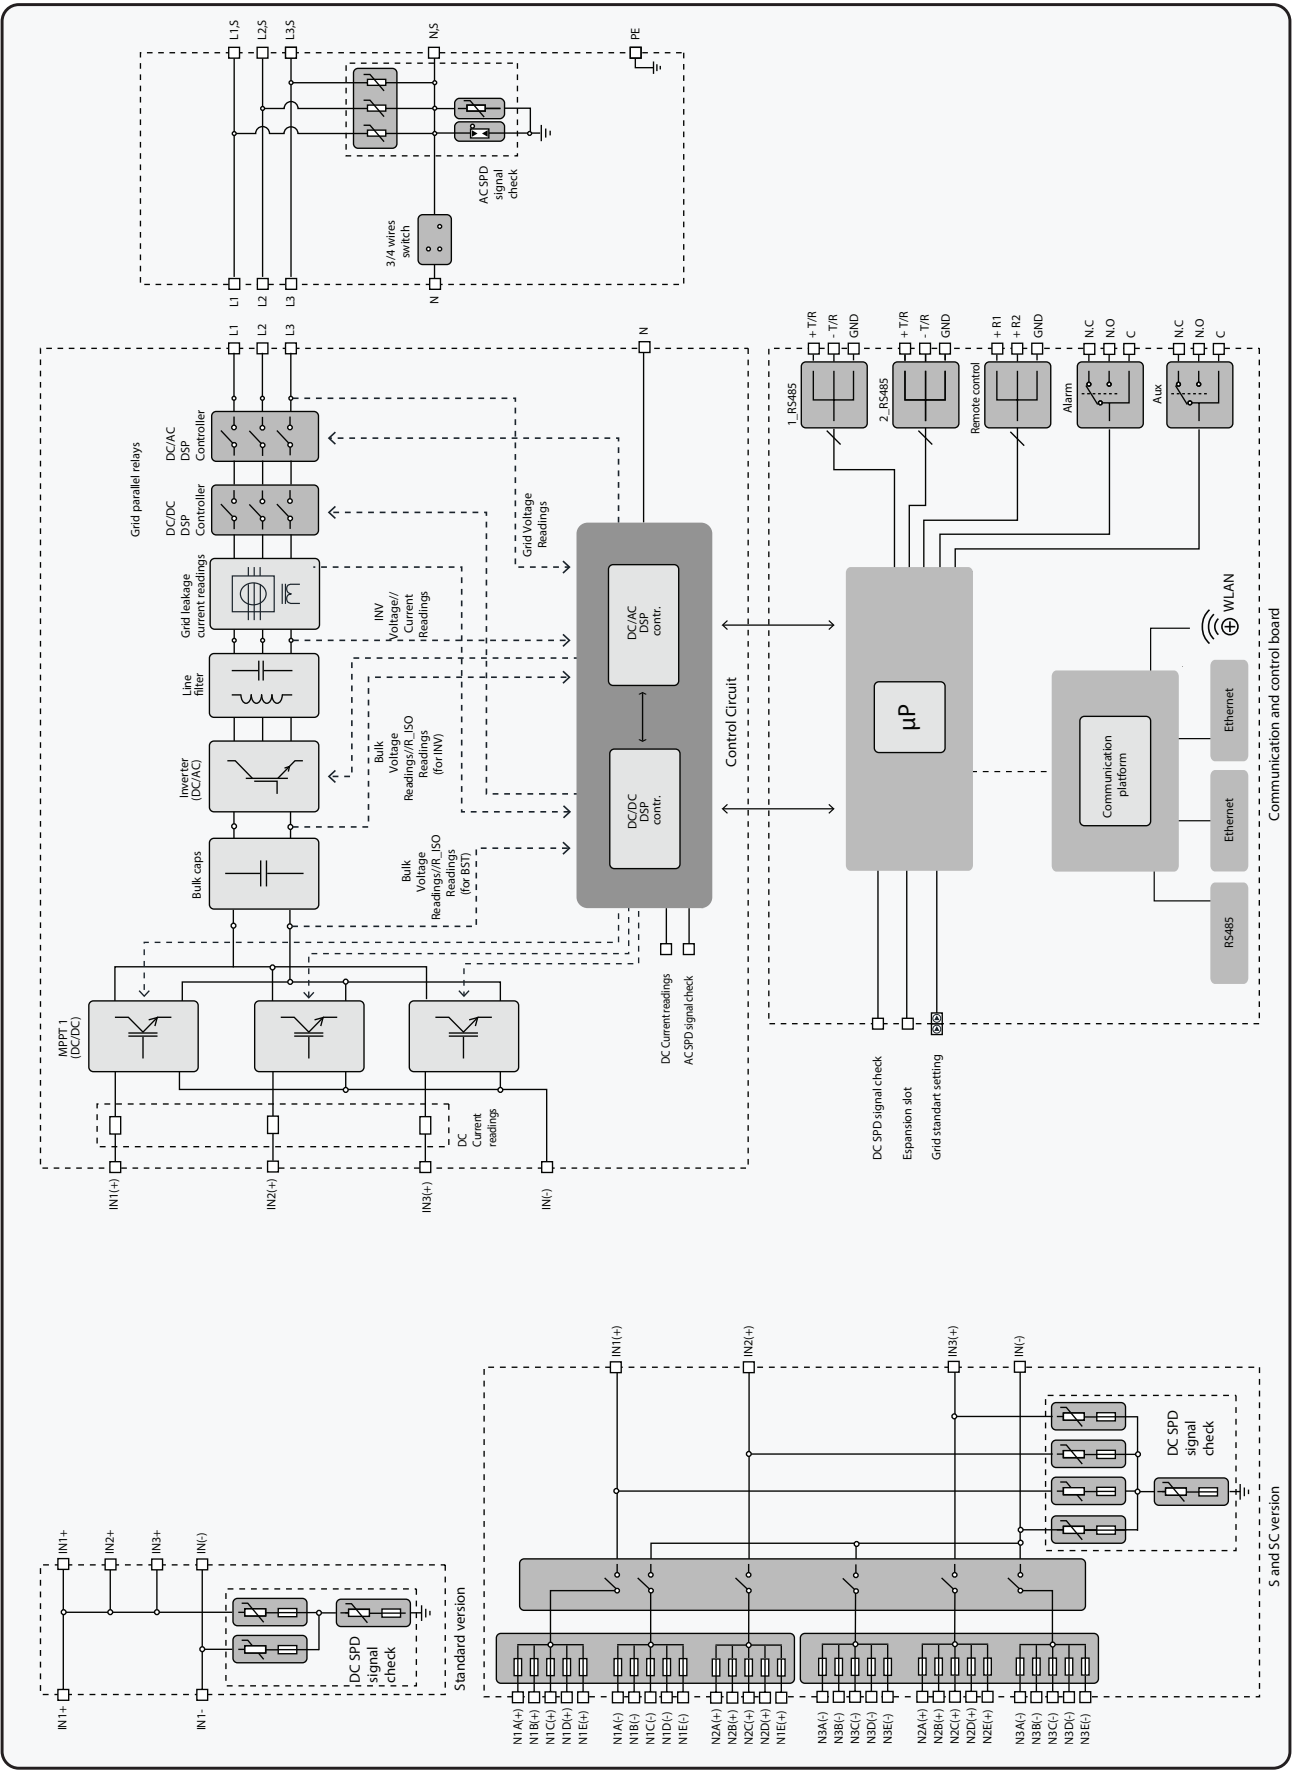 L1,S
L2,S
L3,S
N,S
PE
AC SPD
signal
check
3/4 wires
switch
L1
L2
L3
N
L1
L2
L3
N
Grid parallel relays
DC/AC
DSP
Controller
DC/DC
DSP
Controller
Grid leakage
current readings
Line
filter
Inverter
(DC/AC)
Bulk caps
MPPT 1
(DC/DC)
Grid Voltage
Readings
INV
Voltage//
Current
Readings
Bulk
Voltage
Readings//R_ISO
Readings
(for INV)
Bulk
Voltage
Readings//R_ISO
Readings
(for BST)
DC/AC
DSP
contr.
DC/DC
DSP
contr.
Control Circuit
DC Current readings
AC SPD signal check
DC
Current
readings
IN1(+)
IN2(+)
IN3(+)
IN(-)
+ T/R
- T/R
GND
+ T/R
- T/R
GND
+ R1
+ R2
GND
N.C
N.O
C
N.C
N.O
C
1_RS485
2_RS485
Remote control
Alarm
Aux
µP
WLAN
Communication
platform
Ethernet
Ethernet
RS485
Communication and control board
DC SPD signal check
Espansion slot
Grid standart setting
IN1+
IN2+
IN3+
IN(-)
DC SPD
signal
check
IN1+
IN1-
Standard version
IN1(+)
IN2(+)
IN3(+)
IN(-)
DC SPD
signal
check
S and SC version
N1A(+)
N1B(+)
N1C(+)
N1D(+)
N1E(+)
N1A(-)
N1B(-)
N1C(-)
N1D(-)
N1E(-)
N2A(+)
N2B(+)
N2C(+)
N2D(+)
N1E(+)
N3A(-)
N3B(-)
N3C(-)
N3D(-)
N3E(-)
N2A(+)
N2B(+)
N2C(+)
N2D(+)
N2E(+)
N3A(-)
N3B(-)
N3C(-)
N3D(-)
N3E(-)